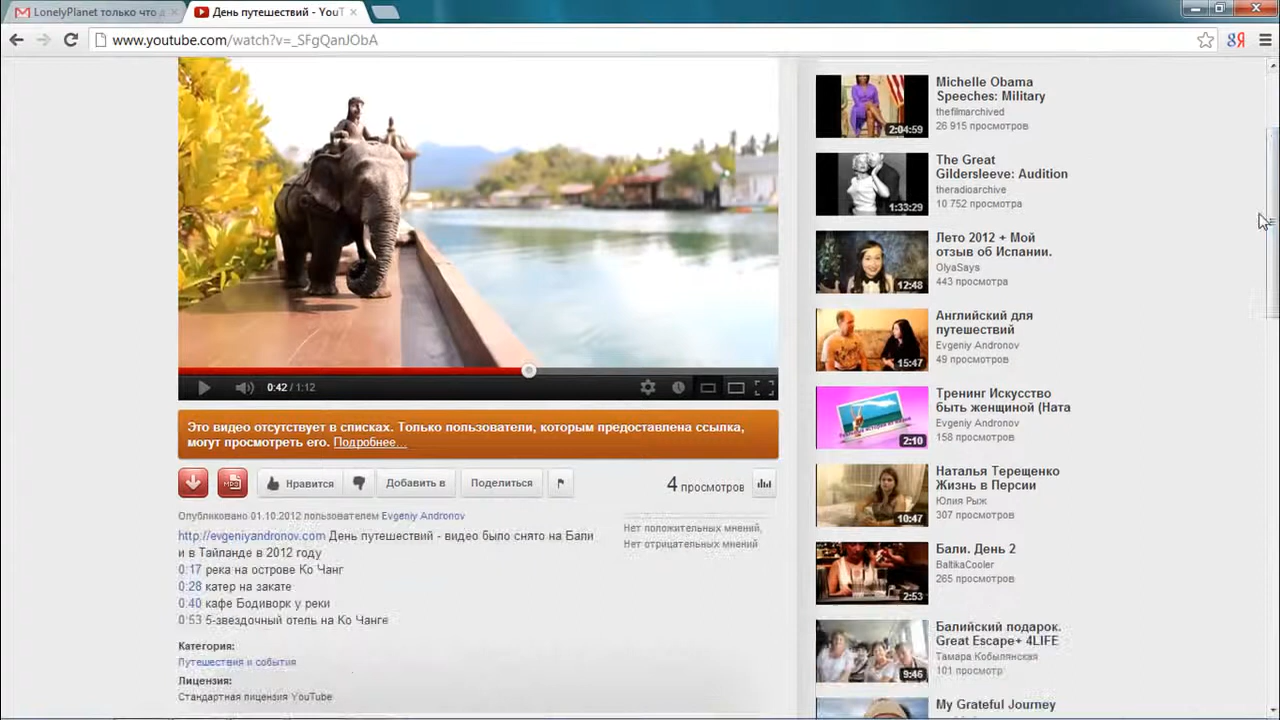 LonelyPlanet только что д
День путешествий - YouT
www.youtube.com/watch?v=_SFgQanJObA
0:42 / 1:12
Это видео отсутствует в списках. Только пользователи, которым предоставлена ссылка,
могут просмотреть его. Подробнее...
MP3
Нравится
Добавить в
Поделиться
4 просмотров
Опубликовано 01.10.2012 пользователем Evgeniy Andronov
http://evgeniyandronov.com День путешествий - видео было снято на Бали
и в Тайланде в 2012 году
0:17 река на острове Ко Чанг
0:28 катер на закате
0:40 кафе Бодиворк у реки
0:53 5-звездочный отель на Ко Чанге
Нет положительных мнений,
Нет отрицательных мнений
Категория:
Путешествия и события
Лицензия:
Стандартная лицензия YouTube
Michelle Obama
Speeches: Military
thefilmarchived
26 915 просмотров
2:04:59
The Great
Gildersleeve: Audition
theradioarchive
10 752 просмотра
1:33:29
Лето 2012 + Мой
отзыв об Испании.
OlyaSays
443 просмотра
12:48
Английский для
путешествий
Evgeniy Andronov
49 просмотров
15:47
Тренинг Искусство
быть женщиной (Ната
Evgeniy Andronov
158 просмотров
2:10
Наталья Терещенко
Жизнь в Персии
Юлия Рыж
307 просмотров
10:47
Бали. День 2
BaltikaCooler
265 просмотров
2:53
Балийский подарок.
Great Escape+ 4LIFE
Тамара Кобылянская
101 просмотр
9:46
My Grateful Journey